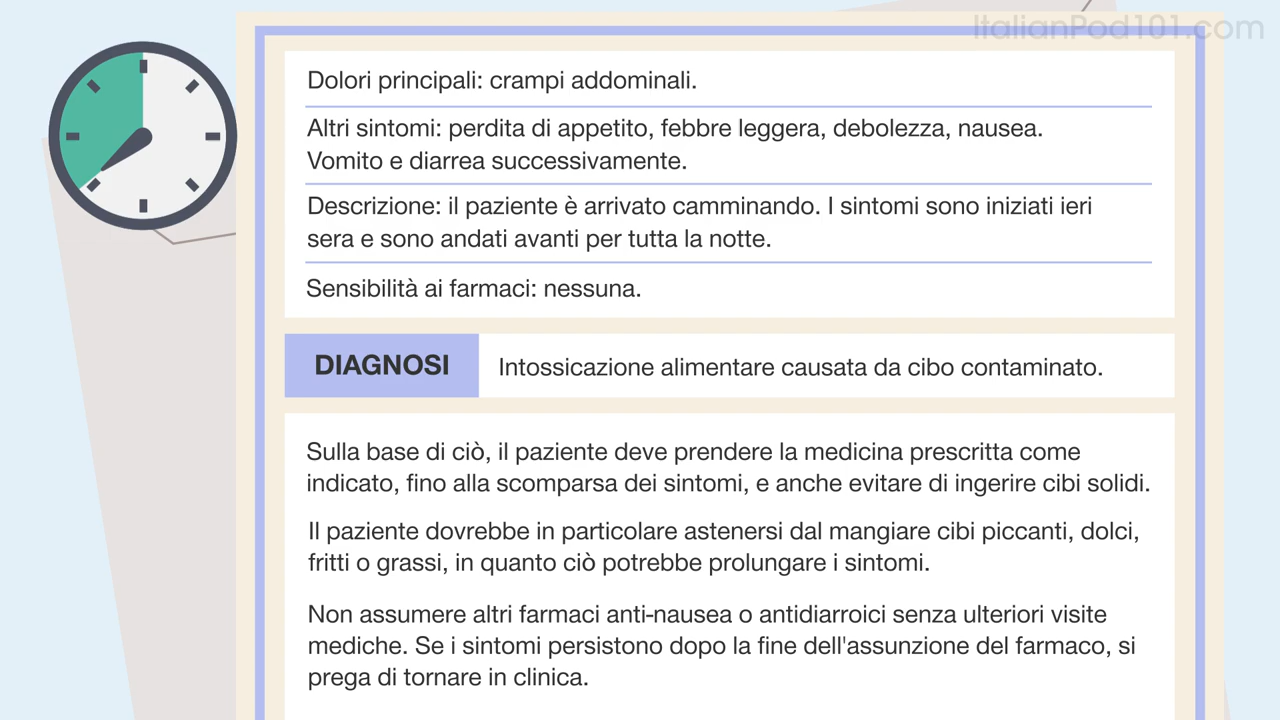 ItalianPod101.com
Dolori principali: crampi addominali.
Altri sintomi: perdita di appetito, febbre leggera, debolezza, nausea.
Vomito e diarrea successivamente.
Descrizione: il paziente è arrivato camminando. I sintomi sono iniziati ieri
sera e sono andati avanti per tutta la notte.
Sensibilità ai farmaci: nessuna.
DIAGNOSI
Intossicazione alimentare causata da cibo contaminato.
Sulla base di ciò, il paziente deve prendere la medicina prescritta come
indicato, fino alla scomparsa dei sintomi, e anche evitare di ingerire cibi solidi.
Il paziente dovrebbe in particolare astenersi dal mangiare cibi piccanti, dolci,
fritti o grassi, in quanto ciò potrebbe prolungare i sintomi.
Non assumere altri farmaci anti-nausea o antidiarroici senza ulteriori visite
mediche. Se i sintomi persistono dopo la fine dell'assunzione del farmaco, si
prega di tornare in clinica.